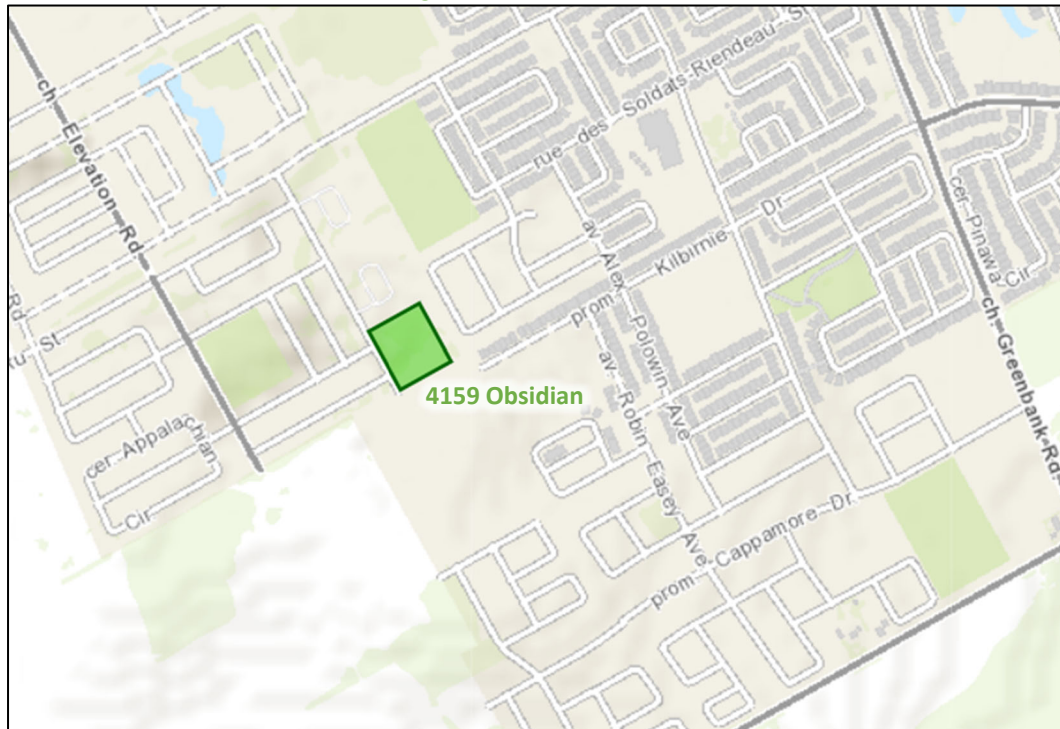 rue des Soldats-Riendeau St
ch. Elevation Rd
prom. Kilbirnie Dr
av. Alex Polowin Ave
cer Pinawa Cir
ch. Greenbank Rd
Rd
St
4159 Obsidian
cer Appalachian Cir
av. Robin Easey Ave
prom Cappamore Dr